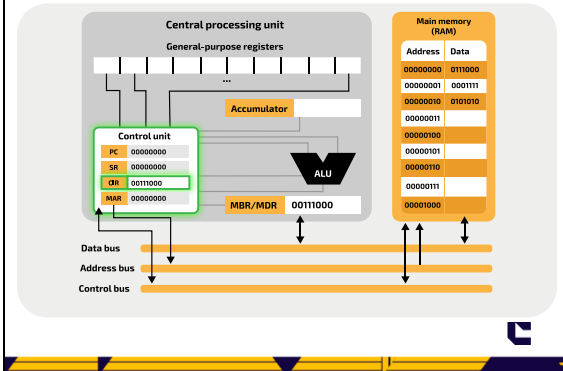 Central processing unit
General-purpose registers
...
Accumulator
Control unit
PC 00000000
SR 00000000
CIR 00111000
MAR 00000000
ALU
MBR/MDR 00111000
Main memory
(RAM)
Address Data
00000000 0111000
00000001 0001111
00000010 0101010
00000011
00000100
00000101
00000110
00000111
00001000
Data bus
Address bus
Control bus